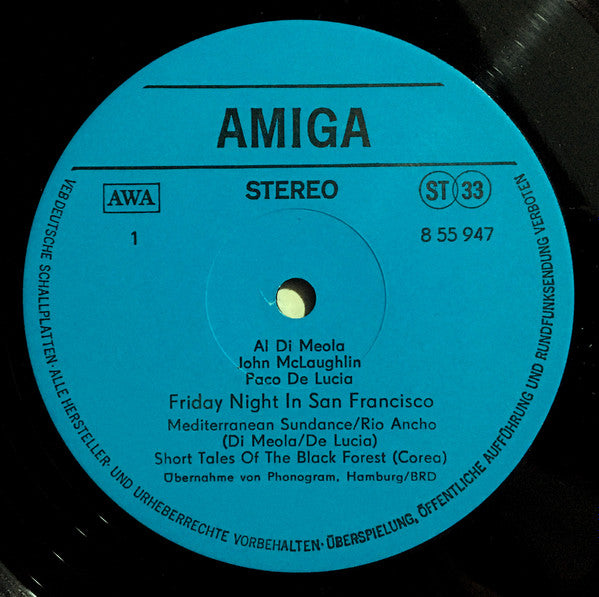 AMIGA
AWA
STEREO
ST 33
1
8 55 947
Al Di Meola
John McLaughlin
Paco De Lucia
Friday Night In San Francisco
Mediterranean Sundance/Rio Ancho
(Di Meola/De Lucia)
Short Tales Of The Black Forest (Corea)
Übernahme von Phonogram, Hamburg/BRD
VEB DEUTSCHE SCHALLPLATTEN · ALLE HERSTELLER- UND URHEBERRECHTE VORBEHALTEN · ÜBERSPIELUNG, ÖFFENTLICHE AUFFÜHRUNG UND RUNDFUNKSENDUNG VERBOTEN